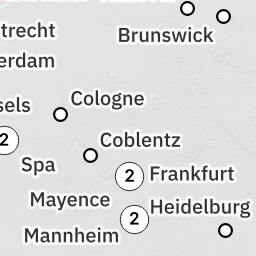 trecht
Brunswick
erdam
sels
Cologne
2
Coblentz
Spa
2
Frankfurt
Mayence
Heidelburg
2
Mannheim